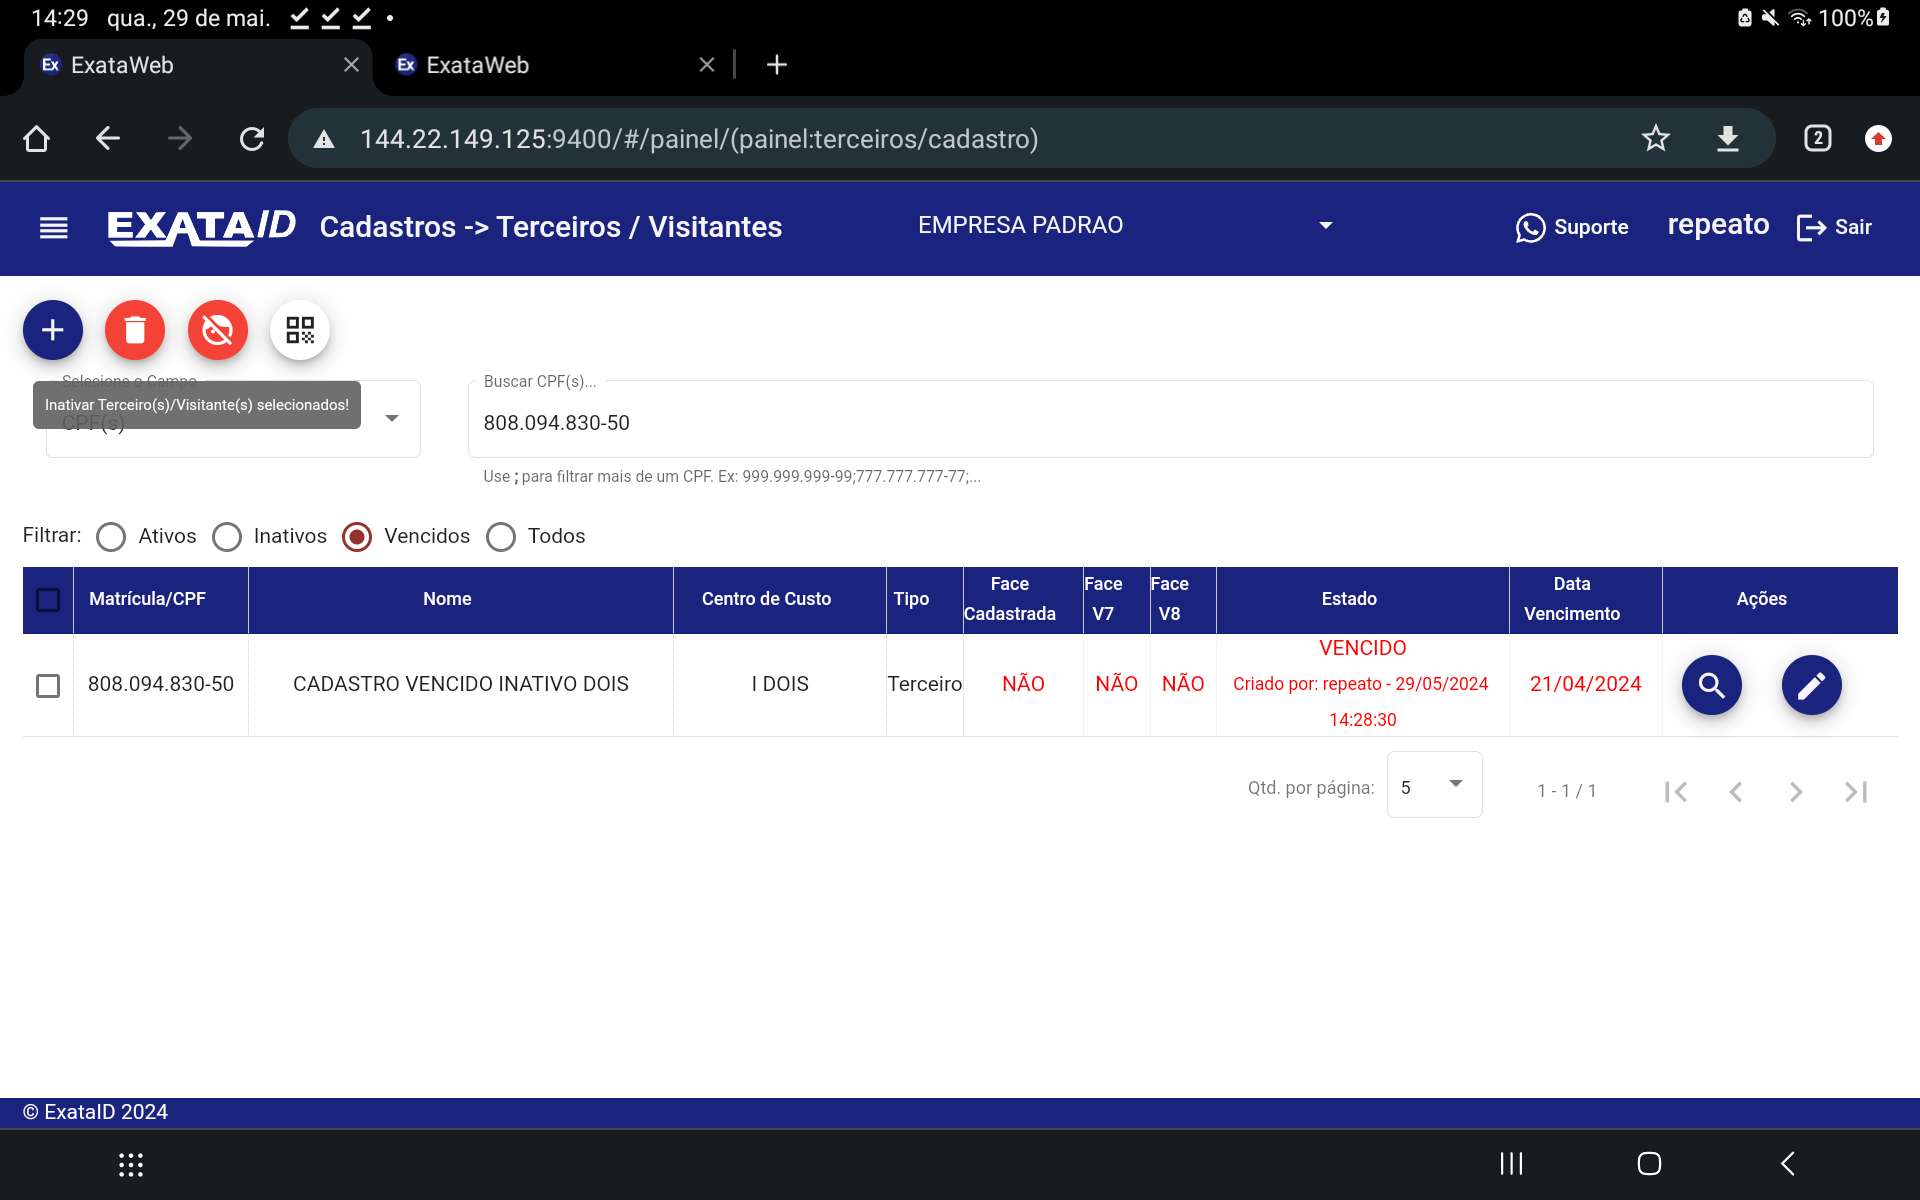 14:29 qua., 29 de mai.
100%
Ex ExataWeb
Ex ExataWeb
144.22.149.125:9400/#/painel/(painel:terceiros/cadastro)
2
EXATAID
Cadastros -> Terceiros / Visitantes
EMPRESA PADRAO
Suporte
repeato
Sair
Selecione o Campo
Inativar Terceiro(s)/Visitante(s) selecionados!
CPF(s)
Buscar CPF(s)...
808.094.830-50
Use ; para filtrar mais de um CPF. Ex: 999.999.999-99;777.777.777-77;...
Filtrar: Ativos Inativos Vencidos Todos
Matrícula/CPF Nome Centro de Custo Tipo Face Cadastrada Face V7 Face V8 Estado Data Vencimento Ações
808.094.830-50 CADASTRO VENCIDO INATIVO DOIS I DOIS Terceiro NÃO NÃO NÃO
VENCIDO
Criado por: repeato - 29/05/2024
14:28:30
21/04/2024
Qtd. por página: 5 1 - 1 / 1
© ExataID 2024